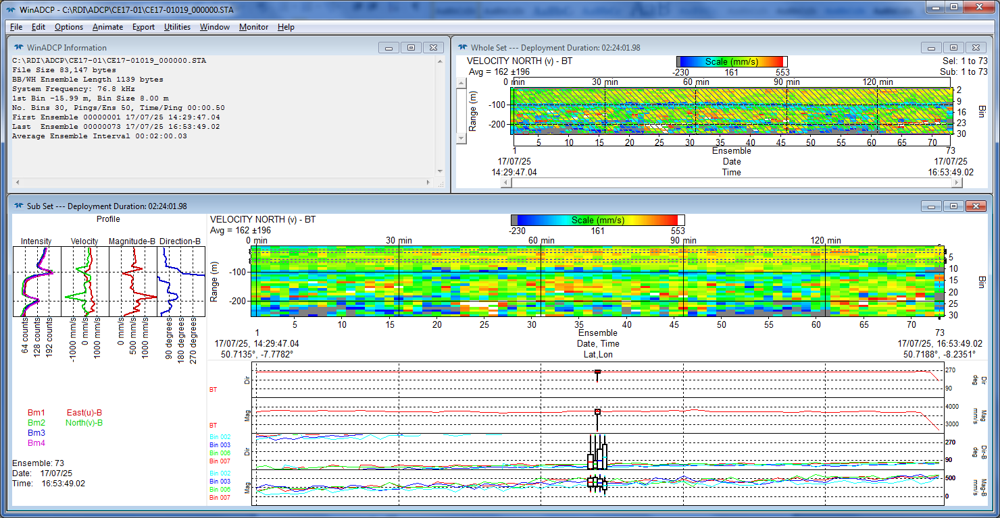 WinADCP - C:\RDI\ADCP\CE17-01\CE17-01019_000000.STA
File Edit Options Animate Export Utilities Window Monitor Help
WinADCP Information
C:\RDI\ADCP\CE17-01\CE17-01019_000000.STA
File Size 83,147 bytes
BB/WH Ensemble Length 1139 bytes
System Frequency: 76.8 kHz
1st Bin -15.99 m, Bin Size 8.00 m
No. Bins 30, Pings/Ens 50, Time/Ping 00:00.50
First Ensemble 00000001 17/07/25 14:29:47.04
Last Ensemble 00000073 17/07/25 16:53:49.02
Average Ensemble Interval 00:02:00.03
Whole Set --- Deployment Duration: 02:24:01.98
VELOCITY NORTH (v) - BT
Scale (mm/s)
Sel: 1 to 73
Avg = 162 ±196
-230 161 553
Sub: 1 to 73
0 min 30 min 60 min 90 min 120 min
Range (m)
-100
-200
2
9
16
23
30
Bin
5 10 15 20 25 30 35 40 45 50 55 60 65 70
1 Ensemble 73
17/07/25 Date 17/07/25
14:29:47.04 Time 16:53:49.02
Sub Set --- Deployment Duration: 02:24:01.98
Profile
Intensity Velocity Magnitude-B Direction-B
-100
-200
64 counts
128 counts
192 counts
-1000 mm/s
0 mm/s
1000 mm/s
0 mm/s
500 mm/s
1000 mm/s
90 degrees
180 degrees
270 degrees
Bm1 East(u)-B
Bm2 North(v)-B
Bm3
Bm4
Ensemble: 73
Date: 17/07/25
Time: 16:53:49.02
VELOCITY NORTH (v) - BT
Scale (mm/s)
Avg = 162 ±196
-230 161 553
0 min 30 min 60 min 90 min 120 min
Range (m)
5
10
15
20
25
30
Bin
5 10 15 20 25 30 35 40 45 50 55 60 65 70
1 Ensemble 73
17/07/25, 14:29:47.04 Date, Time 17/07/25, 16:53:49.02
50.7135°, -7.7782° Lat,Lon 50.7188°, -8.2351°
BT
Dir
270
90
Dir
deg
BT
Mag
4000
3000
Mag
mm/s
Bin 002
Bin 003
Bin 006
Bin 007
Dir
270
90
Dir-B
deg
Bin 002
Bin 003
Bin 006
Bin 007
Mag
500
0
Mag-B
mm/s